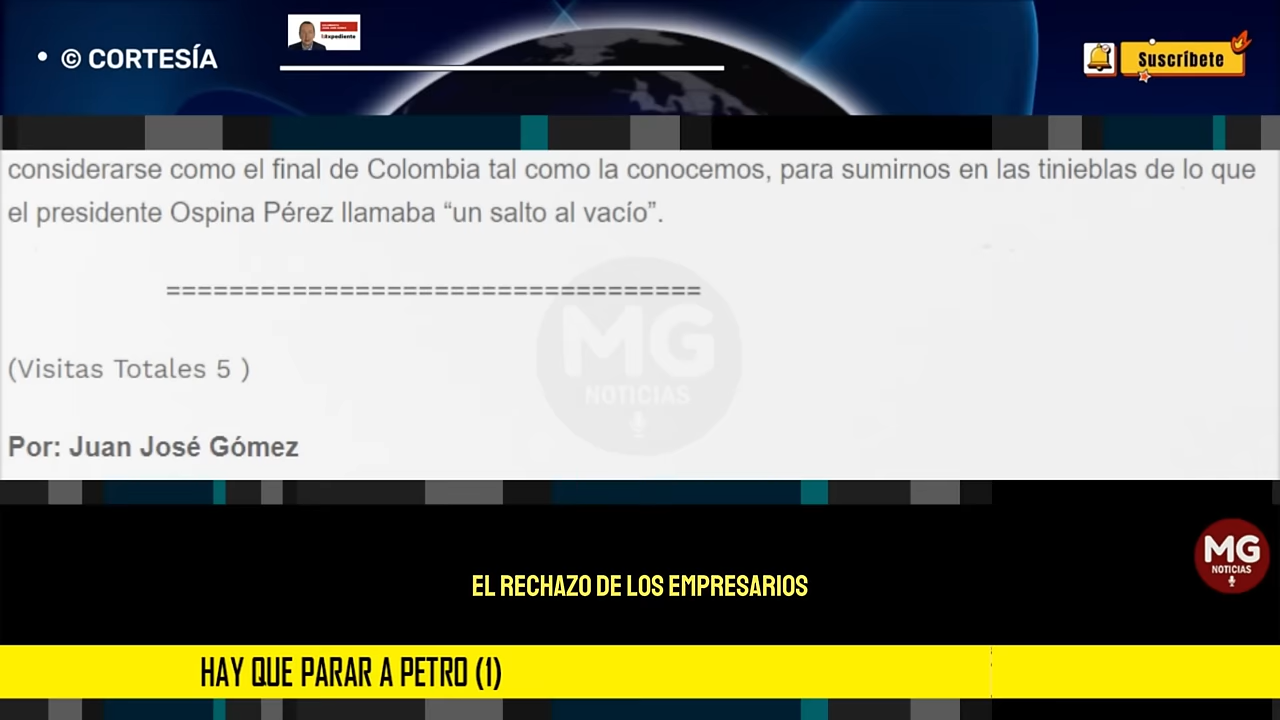 • © CORTESÍA
Suscríbete
considerarse como el final de Colombia tal como la conocemos, para sumirnos en las tinieblas de lo que
el presidente Ospina Pérez llamaba “un salto al vacío”.
==================================
MG
NOTICIAS
(Visitas Totales 5 )
Por: Juan José Gómez
MG
NOTICIAS
EL RECHAZO DE LOS EMPRESARIOS
HAY QUE PARAR A PETRO (1)